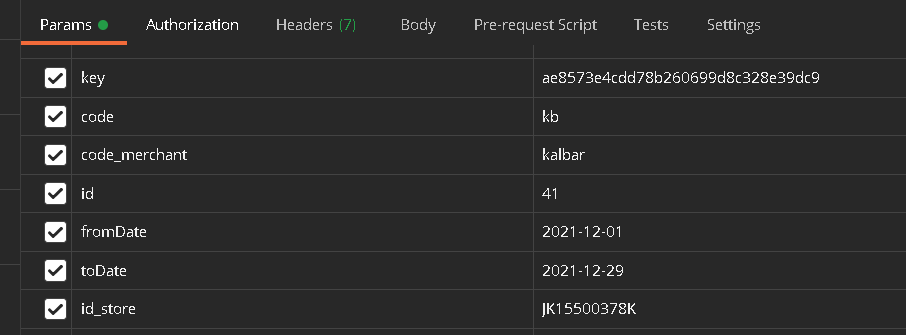 Params Authorization Headers (7) Body Pre-request Script Tests Settings
key ae8573e4cdd78b260699d8c328e39dc9
code kb
code_merchant kalbar
id 41
fromDate 2021-12-01
toDate 2021-12-29
id_store JK15500378K